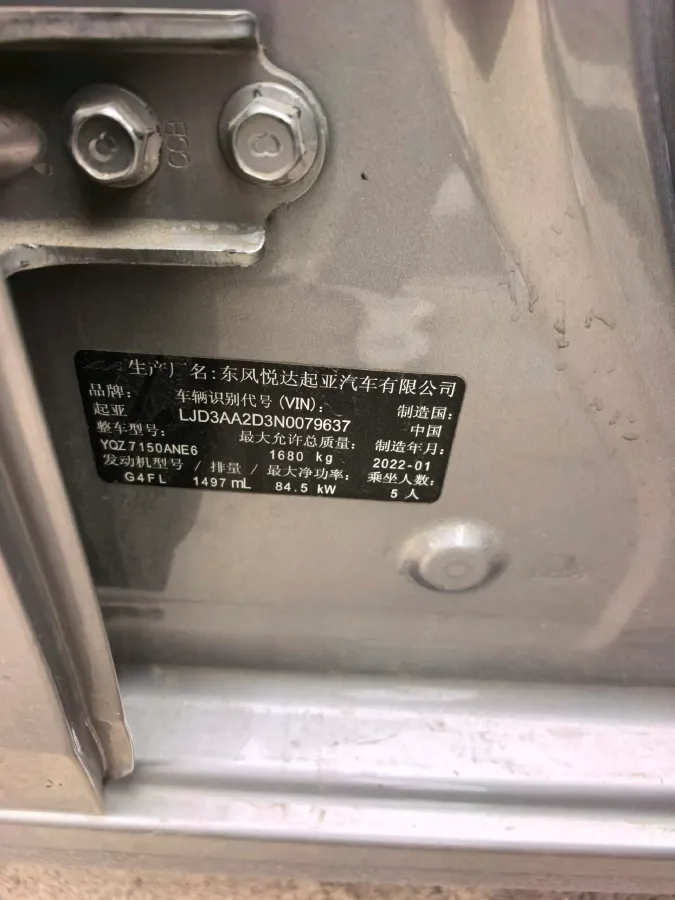 8GB
生产厂名:东风悦达起亚汽车有限公司
品牌: 车辆识别代号(VIN): 制造国:
起亚 LJD3AA2D3N0079637 中国
整车型号: 最大允许总质量: 制造年月:
YQZ7150ANE6 1680 kg 2022-01
发动机型号 / 排量 / 最大净功率: 乘坐人数:
G4FL 1497 mL 84.5 kW 5 人